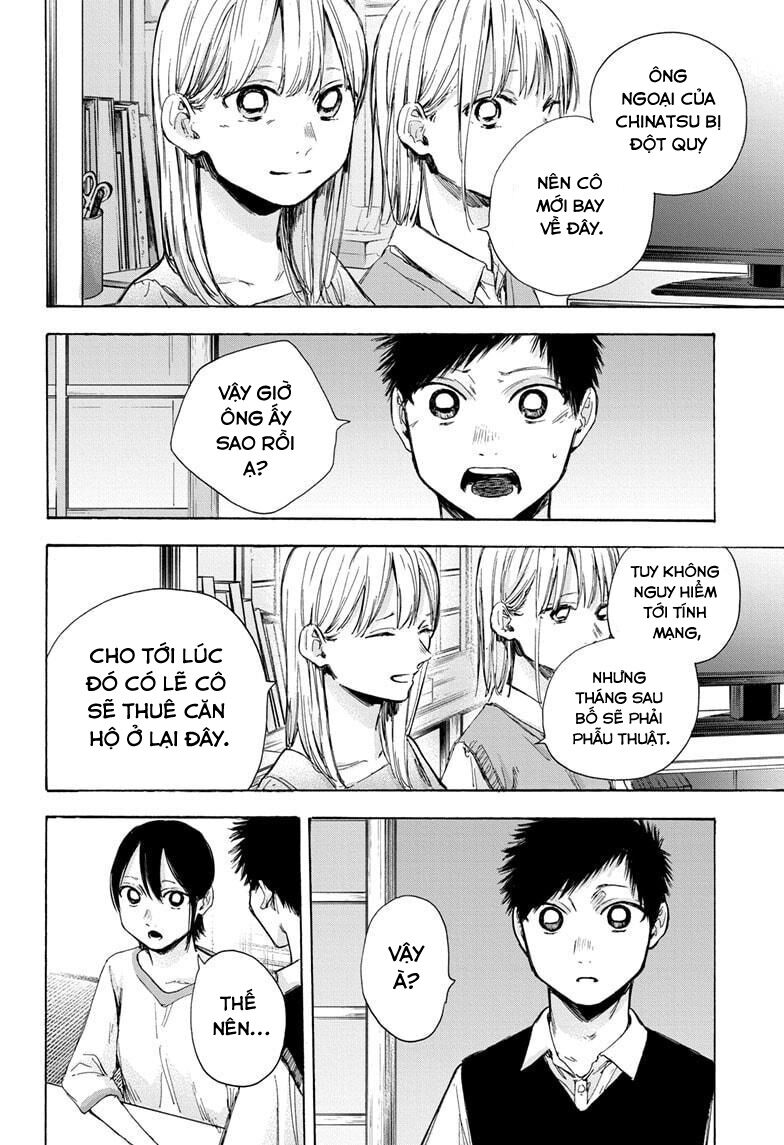 ÔNG
NGOẠI CỦA
CHINATSU BỊ
ĐỘT QUỴ
NÊN CÔ
MỚI BAY
VỀ ĐÂY.
VẬY GIỜ
ÔNG ẤY
SAO RỒI
Ạ?
TUY KHÔNG
NGUY HIỂM
TỚI TÍNH
MẠNG,
NHƯNG
THÁNG SAU
BỐ SẼ PHẢI
PHẪU THUẬT.
CHO TỚI LÚC
ĐÓ CÓ LẼ CÔ
SẼ THUÊ CĂN
HỘ Ở LẠI ĐÂY.
VẬY
À?
THẾ
NÊN...